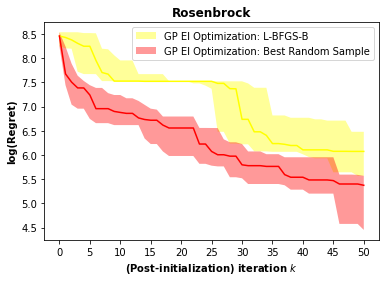 Rosenbrock
GP EI Optimization: L-BFGS-B
GP EI Optimization: Best Random Sample
log(Regret)
8.5
8.0
7.5
7.0
6.5
6.0
5.5
5.0
4.5
0 5 10 15 20 25 30 35 40 45 50
(Post-initialization) iteration k